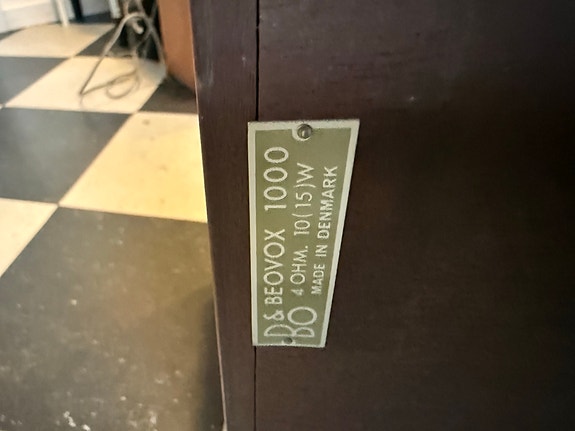 B&O BEOVOX 1000
4 OHM. 10(15)W
MADE IN DENMARK